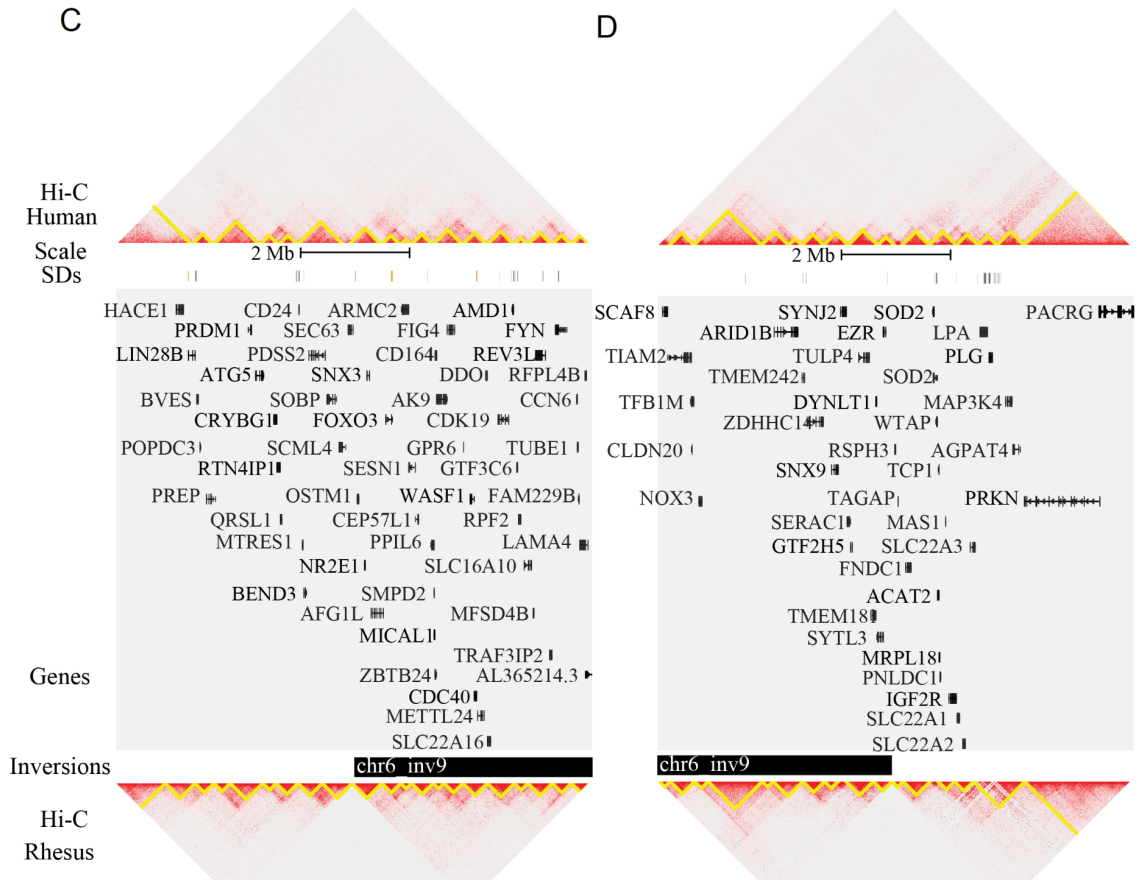 C
D
Hi-C
Human
Scale
SDs
2 Mb
2 Mb
HACE1 CD24 ARMC2 AMD1
PRDM1 SEC63 FIG4 FYN
LIN28B PDSS2 CD164 REV3L
ATG5 SNX3 DDO RFPL4B
BVES SOBP AK9 CCN6
CRYBG1 FOXO3 CDK19
POPDC3 SCML4 GPR6 TUBE1
RTN4IP1 SESN1 GTF3C6
PREP OSTM1 WASF1 FAM229B
QRSL1 CEP57L1 RPF2
MTRES1 PPIL6 LAMA4
NR2E1 SLC16A10
BEND3 SMPD2
AFG1L MFSD4B
MICAL1
TRAF3IP2
ZBTB24 AL365214.3
CDC40
METTL24
SLC22A16
SCAF8 SYNJ2 SOD2 PACRG
ARID1B EZR LPA
TIAM2 TULP4 PLG
TMEM242 SOD2
TFB1M DYNLT1 MAP3K4
ZDHHC14 WTAP
CLDN20 RSPH3 AGPAT4
SNX9 TCP1
NOX3 TAGAP PRKN
SERAC1 MAS1
GTF2H5 SLC22A3
FNDC1
ACAT2
TMEM18
SYTL3
MRPL18
PNLDC1
IGF2R
SLC22A1
SLC22A2
Genes
Inversions
chr6_inv9
chr6_inv9
Hi-C
Rhesus